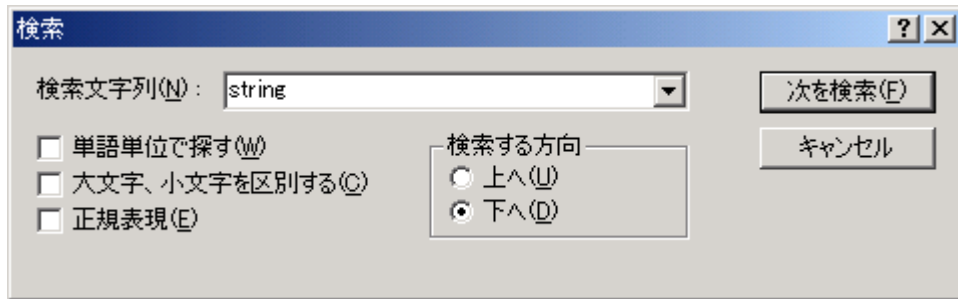 検索
検索文字列(N)： string
次を検索(F)
単語単位で探す(W)
大文字、小文字を区別する(C)
正規表現(E)
検索する方向
上へ(U)
下へ(D)
キャンセル